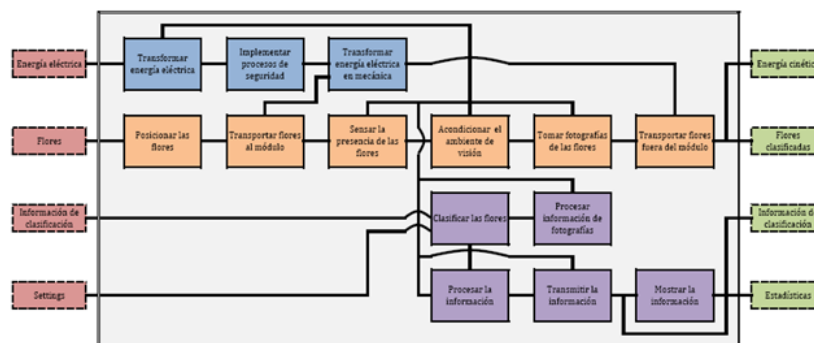 Energía eléctrica
Transformar
energía eléctrica
Implementar
procesos de
seguridad
Transformar
energía eléctrica
en mecánica
Energía cinética
Flores
Posicionar las
flores
Transportar flores
al módulo
Sensar la
presencia de las
flores
Acondicionar el
ambiente de
visión
Tomar fotografías
de las flores
Transportar flores
fuera del módulo
Flores
clasificadas
Información de
clasificación
Clasificar las flores
Procesar
información de
fotografías
Información de
clasificación
Settings
Procesar la
información
Transmitir la
información
Mostrar la
información
Estadísticas